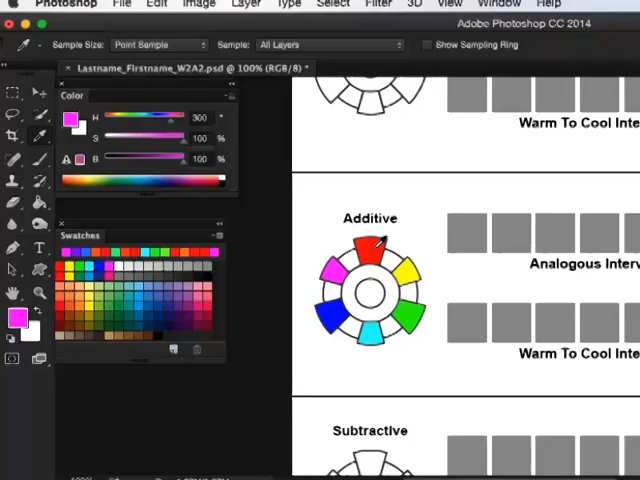 Photoshop File Edit Image Layer Type Select Filter 3D View Window Help
Adobe Photoshop CC 2014
Sample Size: Point Sample Sample: All Layers Show Sampling Ring
× Lastname_Firstname_W2A2.psd @ 100% (RGB/8) *
Color
H 300 °
S 100 %
B 100 %
Swatches
Warm To Cool Inte
Additive
Analogous Interv
Warm To Cool Inte
Subtractive